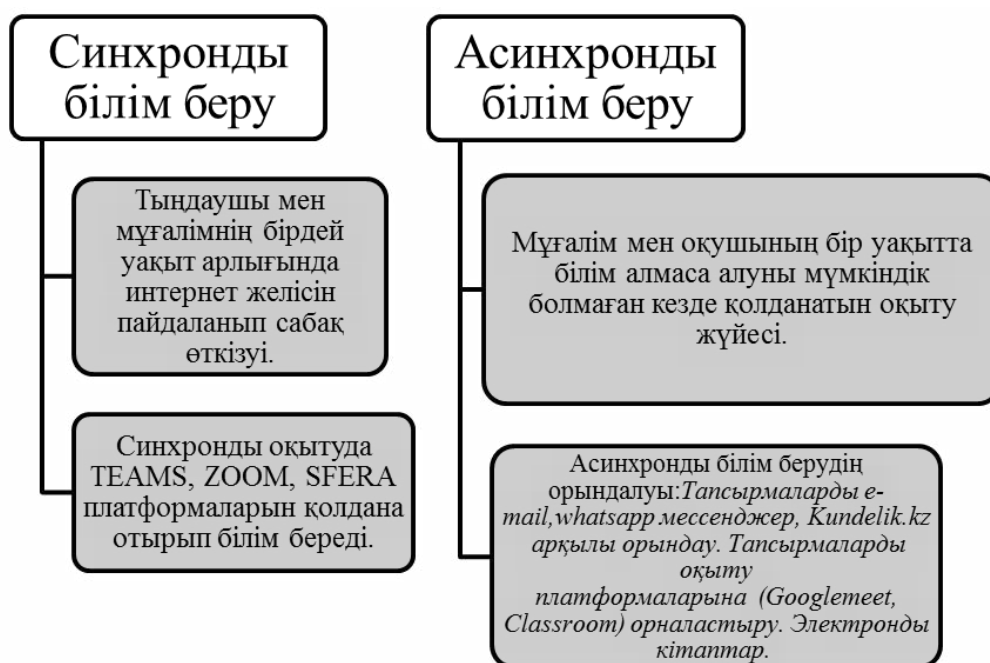 Синхронды
білім беру
Тыңдаушы мен
мұғалімнің бірдей
уақыт арлығында
интернет желісін
пайдаланып сабақ
өткізуі.
Синхронды оқытуда
TEAMS, ZOOM, SFERA
платформаларын қолдана
отырып білім береді.
Асинхронды
білім беру
Мұғалім мен оқушының бір уақытта
білім алмаса алуны мүмкіндік
болмаған кезде қолданатын оқыту
жүйесі.
Асинхронды білім берудің
орындалуы:Тапсырмаларды e-
mail,whatsapp мессенджер, Kundelik.kz
арқылы орындау. Тапсырмаларды
оқыту
платформаларына (Googlemeet,
Classroom) орналастыру. Электронды
кітаптар.